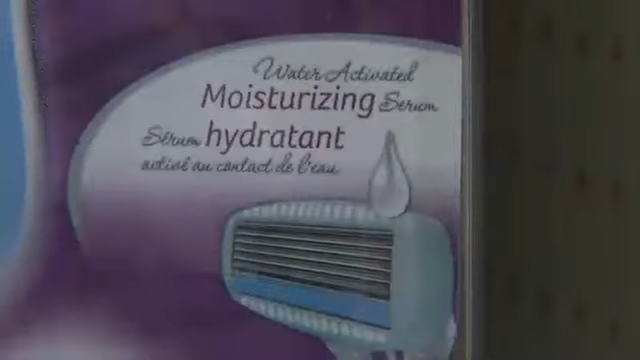 Water Activated
Moisturizing Serum
Sérum hydratant
activé au contact de l'eau